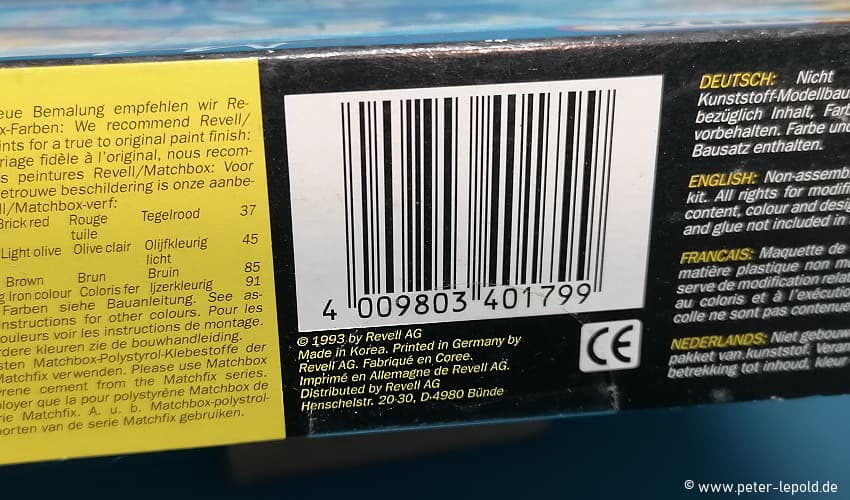 eue Bemalung empfehlen wir Re-
x-Farben: We recommend Revell/
ints for a true to original paint finish:
riage fidèle à l'original, nous recom-
s peintures Revell/Matchbox: Voor
etrouwe beschildering is onze aanbe-
ll/Matchbox-verf:
Brick red Rouge tuile Tegelrood 37
Light olive Olive clair Olijfkleurig licht 45
Brown Brun Bruin 85
g Iron colour Coloris fer Ijzerkleurig 91
Farben siehe Bauanleitung. See as-
instructions for other colours. Pour les
ouleurs voir les instructions de montage.
dere kleuren zie de bouwhandleiding.
sten Matchbox-Polystyrol-Klebestoffe der
Matchfix verwenden. Please use Matchbox
yrene cement from the Matchfix series.
ployer que la pour polystyrène Matchbox de
rie Matchfix. A. u. b. Matchbox-polystrol-
oorten van de serie Matchfix gebruiken.
4 009803 401799
© 1993 by Revell AG
Made in Korea. Printed in Germany by
Revell AG. Fabriqué en Coree.
Imprimé en Allemagne de Revell AG.
Distributed by Revell AG
Henschelstr. 20-30, D-4980 Bünde
CE
DEUTSCH: Nicht
Kunststoff-Modellbau
bezüglich Inhalt, Farb
vorbehalten. Farbe und
Bausatz enthalten.
ENGLISH: Non-assemb
kit. All rights for modific
content, colour and desig
and glue not included in
FRANCAIS: Maquette de
matière plastique non m
serve de modification relat
au coloris et à l'exécutio
colle ne sont pas contenue
NEDERLANDS: Niet gebouw
pakket van kunststof. Veran
betrekking tot inhoud, kleur
© www.peter-lepold.de